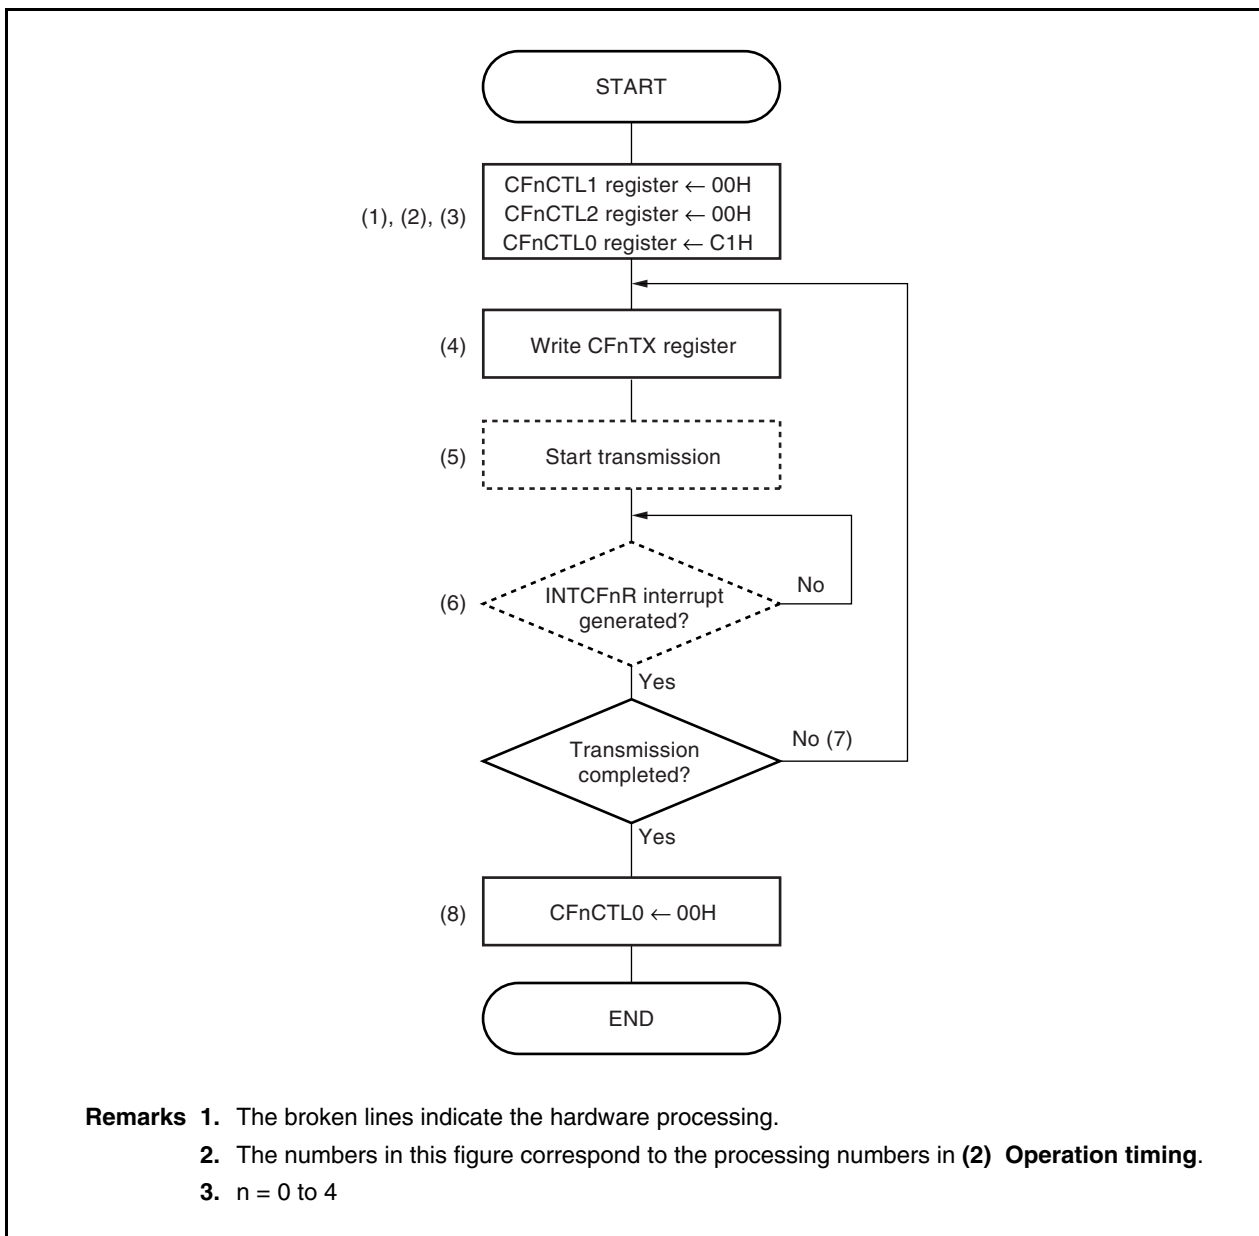 START
(1), (2), (3)
CFnCTL1 register ← 00H
CFnCTL2 register ← 00H
CFnCTL0 register ← C1H
(4)
Write CFnTX register
(5)
Start transmission
(6)
INTCFnR interrupt
generated?
No
Yes
Transmission
completed?
No (7)
Yes
(8)
CFnCTL0 ← 00H
END
Remarks 1. The broken lines indicate the hardware processing.
2. The numbers in this figure correspond to the processing numbers in (2) Operation timing.
3. n = 0 to 4